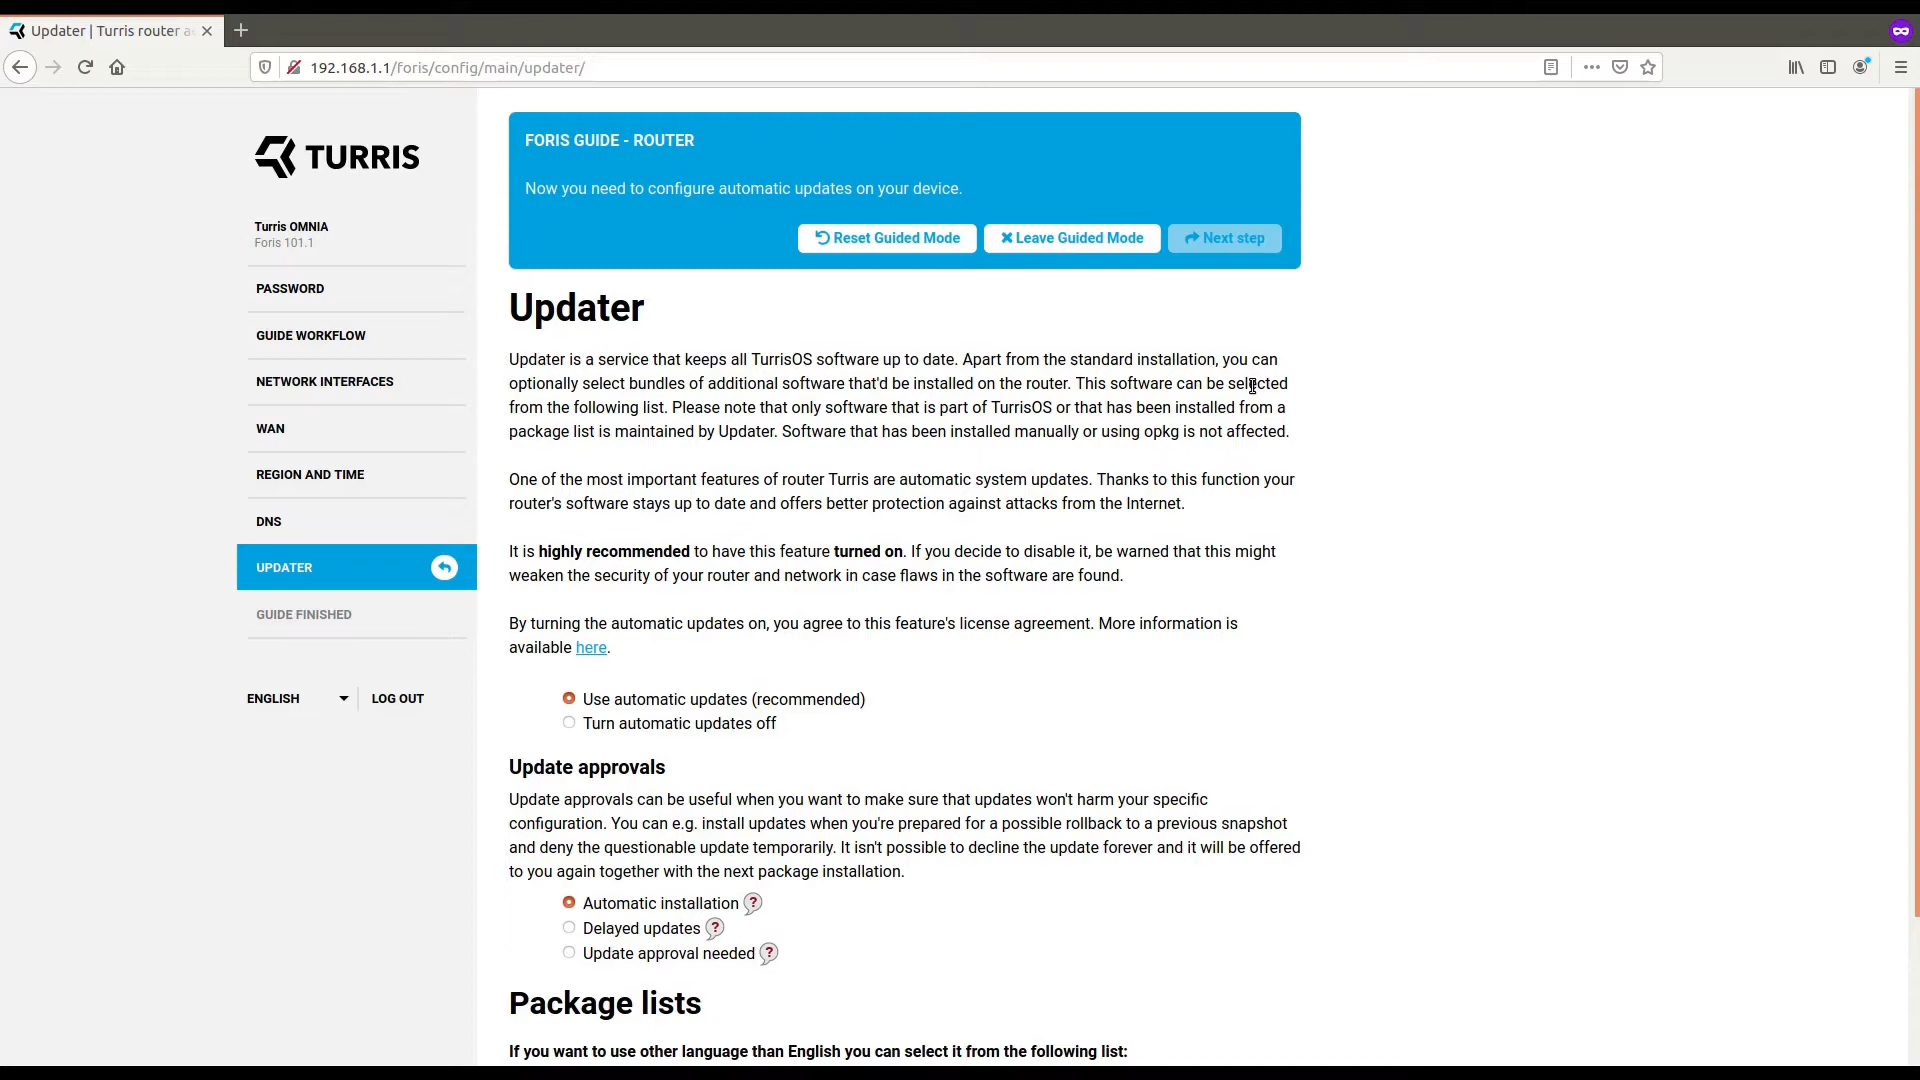 Updater | Turris router a
192.168.1.1/foris/config/main/updater/
TURRIS
Turris OMNIA
Foris 101.1
PASSWORD
GUIDE WORKFLOW
NETWORK INTERFACES
WAN
REGION AND TIME
DNS
UPDATER
GUIDE FINISHED
ENGLISH
LOG OUT
FORIS GUIDE - ROUTER
Now you need to configure automatic updates on your device.
Reset Guided Mode
Leave Guided Mode
Next step
Updater
Updater is a service that keeps all TurrisOS software up to date. Apart from the standard installation, you can
optionally select bundles of additional software that'd be installed on the router. This software can be selected
from the following list. Please note that only software that is part of TurrisOS or that has been installed from a
package list is maintained by Updater. Software that has been installed manually or using opkg is not affected.
One of the most important features of router Turris are automatic system updates. Thanks to this function your
router's software stays up to date and offers better protection against attacks from the Internet.
It is highly recommended to have this feature turned on. If you decide to disable it, be warned that this might
weaken the security of your router and network in case flaws in the software are found.
By turning the automatic updates on, you agree to this feature's license agreement. More information is
available here.
Use automatic updates (recommended)
Turn automatic updates off
Update approvals
Update approvals can be useful when you want to make sure that updates won't harm your specific
configuration. You can e.g. install updates when you're prepared for a possible rollback to a previous snapshot
and deny the questionable update temporarily. It isn't possible to decline the update forever and it will be offered
to you again together with the next package installation.
Automatic installation ?
Delayed updates ?
Update approval needed ?
Package lists
If you want to use other language than English you can select it from the following list: